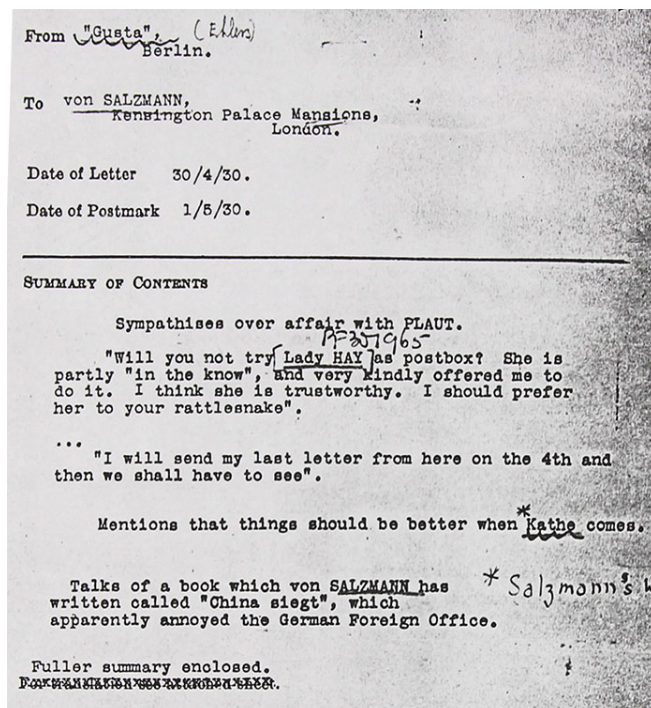 From "Gusta", (Ehlers)
Berlin.
To von SALZMANN,
Kensington Palace Mansions,
London.
Date of Letter 30/4/30.
Date of Postmark 1/5/30.
SUMMARY OF CONTENTS
Sympathises over affair with PLAUT.
"Will you not try [Lady HAY] as postbox? She is
partly "in the know", and very kindly offered me to
do it. I think she is trustworthy. I should prefer
her to your rattlesnake".
...
"I will send my last letter from here on the 4th and
then we shall have to see".
Mentions that things should be better when *Kathe comes.
Talks of a book which von SALZMANN has
* Salzmann's
written called "China siegt", which
apparently annoyed the German Foreign Office.
Fuller summary enclosed.